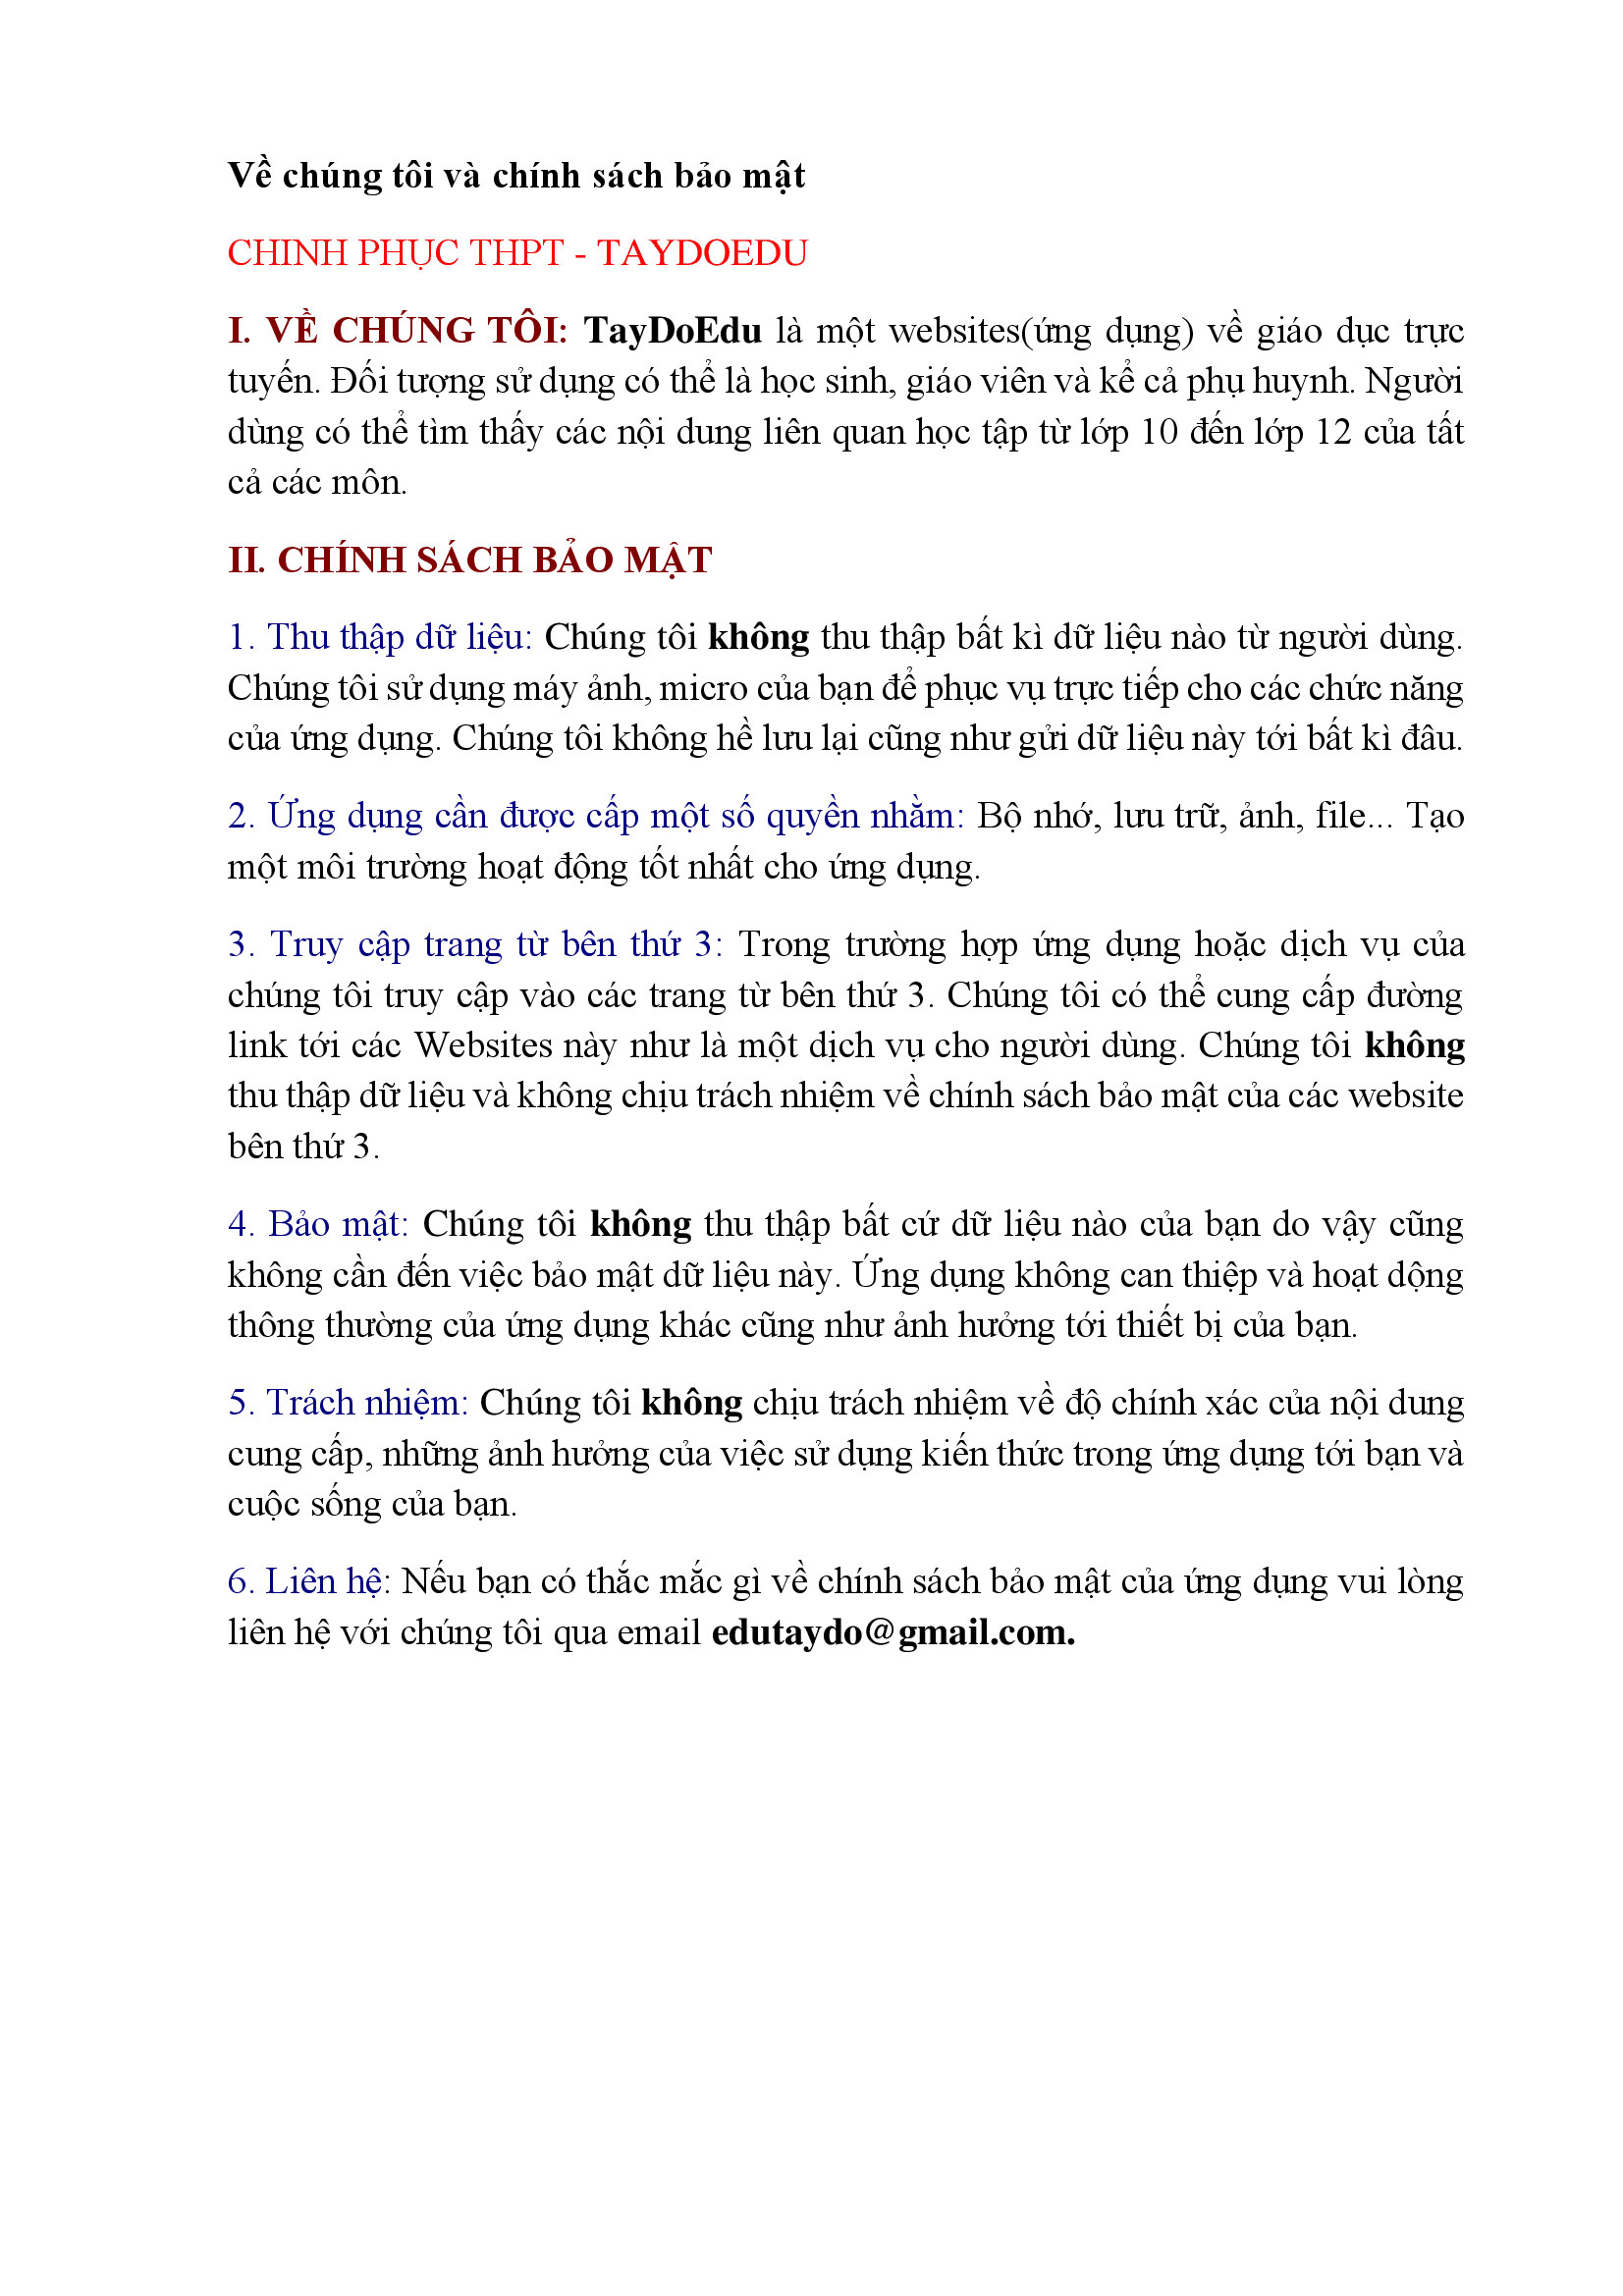 Về chúng tôi và chính sách bảo mật
CHINH PHỤC THPT - TAYDOEDU
I. VỀ CHÚNG TÔI: TayDoEdu là một websites(ứng dụng) về giáo dục trực
tuyến. Đối tượng sử dụng có thể là học sinh, giáo viên và kể cả phụ huynh. Người
dùng có thể tìm thấy các nội dung liên quan học tập từ lớp 10 đến lớp 12 của tất
cả các môn.
II. CHÍNH SÁCH BẢO MẬT
1. Thu thập dữ liệu: Chúng tôi không thu thập bất kì dữ liệu nào từ người dùng.
Chúng tôi sử dụng máy ảnh, micro của bạn để phục vụ trực tiếp cho các chức năng
của ứng dụng. Chúng tôi không hề lưu lại cũng như gửi dữ liệu này tới bất kì đâu.
2. Ứng dụng cần được cấp một số quyền nhằm: Bộ nhớ, lưu trữ, ảnh, file... Tạo
một môi trường hoạt động tốt nhất cho ứng dụng.
3. Truy cập trang từ bên thứ 3: Trong trường hợp ứng dụng hoặc dịch vụ của
chúng tôi truy cập vào các trang từ bên thứ 3. Chúng tôi có thể cung cấp đường
link tới các Websites này như là một dịch vụ cho người dùng. Chúng tôi không
thu thập dữ liệu và không chịu trách nhiệm về chính sách bảo mật của các website
bên thứ 3.
4. Bảo mật: Chúng tôi không thu thập bất cứ dữ liệu nào của bạn do vậy cũng
không cần đến việc bảo mật dữ liệu này. Ứng dụng không can thiệp và hoạt dộng
thông thường của ứng dụng khác cũng như ảnh hưởng tới thiết bị của bạn.
5. Trách nhiệm: Chúng tôi không chịu trách nhiệm về độ chính xác của nội dung
cung cấp, những ảnh hưởng của việc sử dụng kiến thức trong ứng dụng tới bạn và
cuộc sống của bạn.
6. Liên hệ: Nếu bạn có thắc mắc gì về chính sách bảo mật của ứng dụng vui lòng
liên hệ với chúng tôi qua email edutaydo@gmail.com.